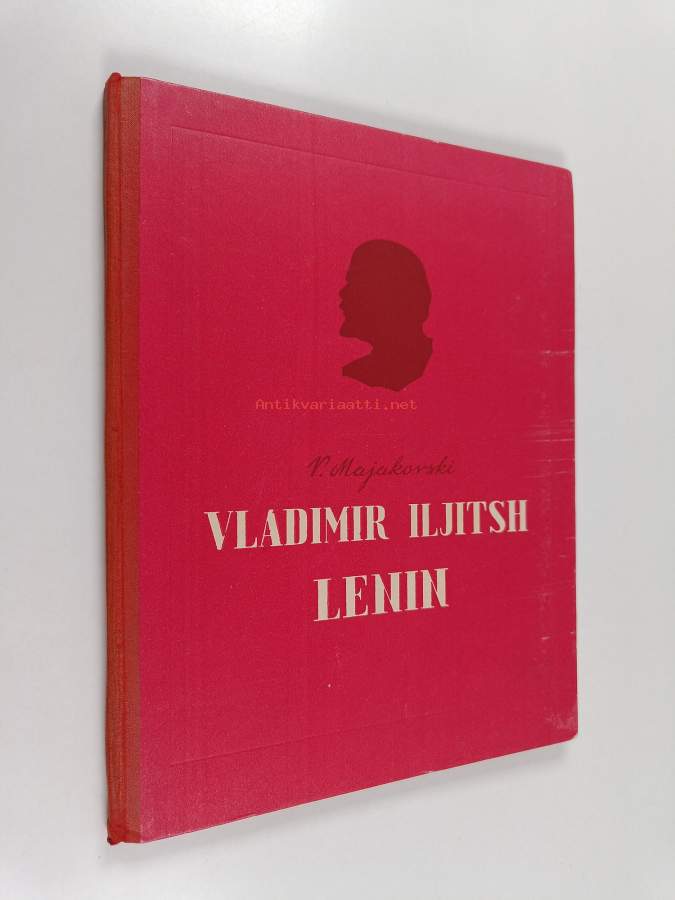 Antikvariaatti.net
V. Majakovski
VLADIMIR ILJITSH
LENIN